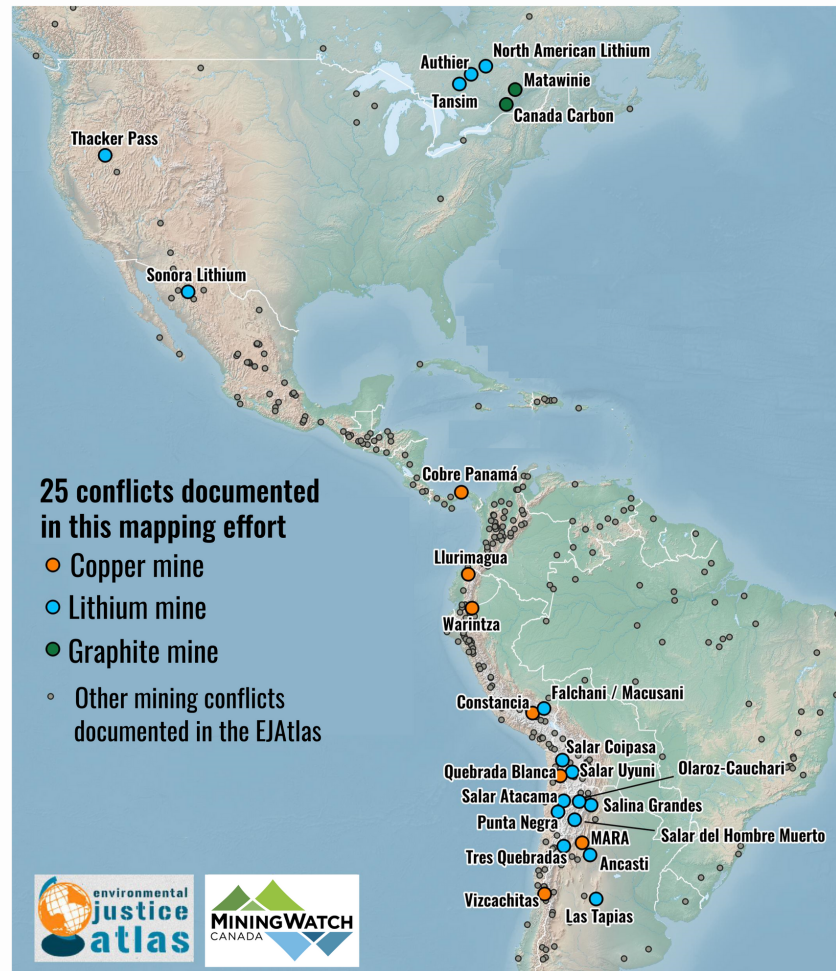 North American Lithium
Authier
Matawinie
Tansim
Canada Carbon
Thacker Pass
Sonora Lithium
Cobre Panamá
25 conflicts documented
in this mapping effort
Copper mine
Lithium mine
Graphite mine
Other mining conflicts
documented in the EJAtlas
Llurimagua
Warintza
Falchani / Macusani
Constancia
Salar Coipasa
Quebrada Blanca
Salar Uyuni
Olaroz-Cauchari
Salar Atacama
Salina Grandes
Punta Negra
Salar del Hombre Muerto
MARA
Tres Quebradas
Ancasti
Vizcachitas
Las Tapias
environmental
justice
atlas
MININGWATCH
CANADA